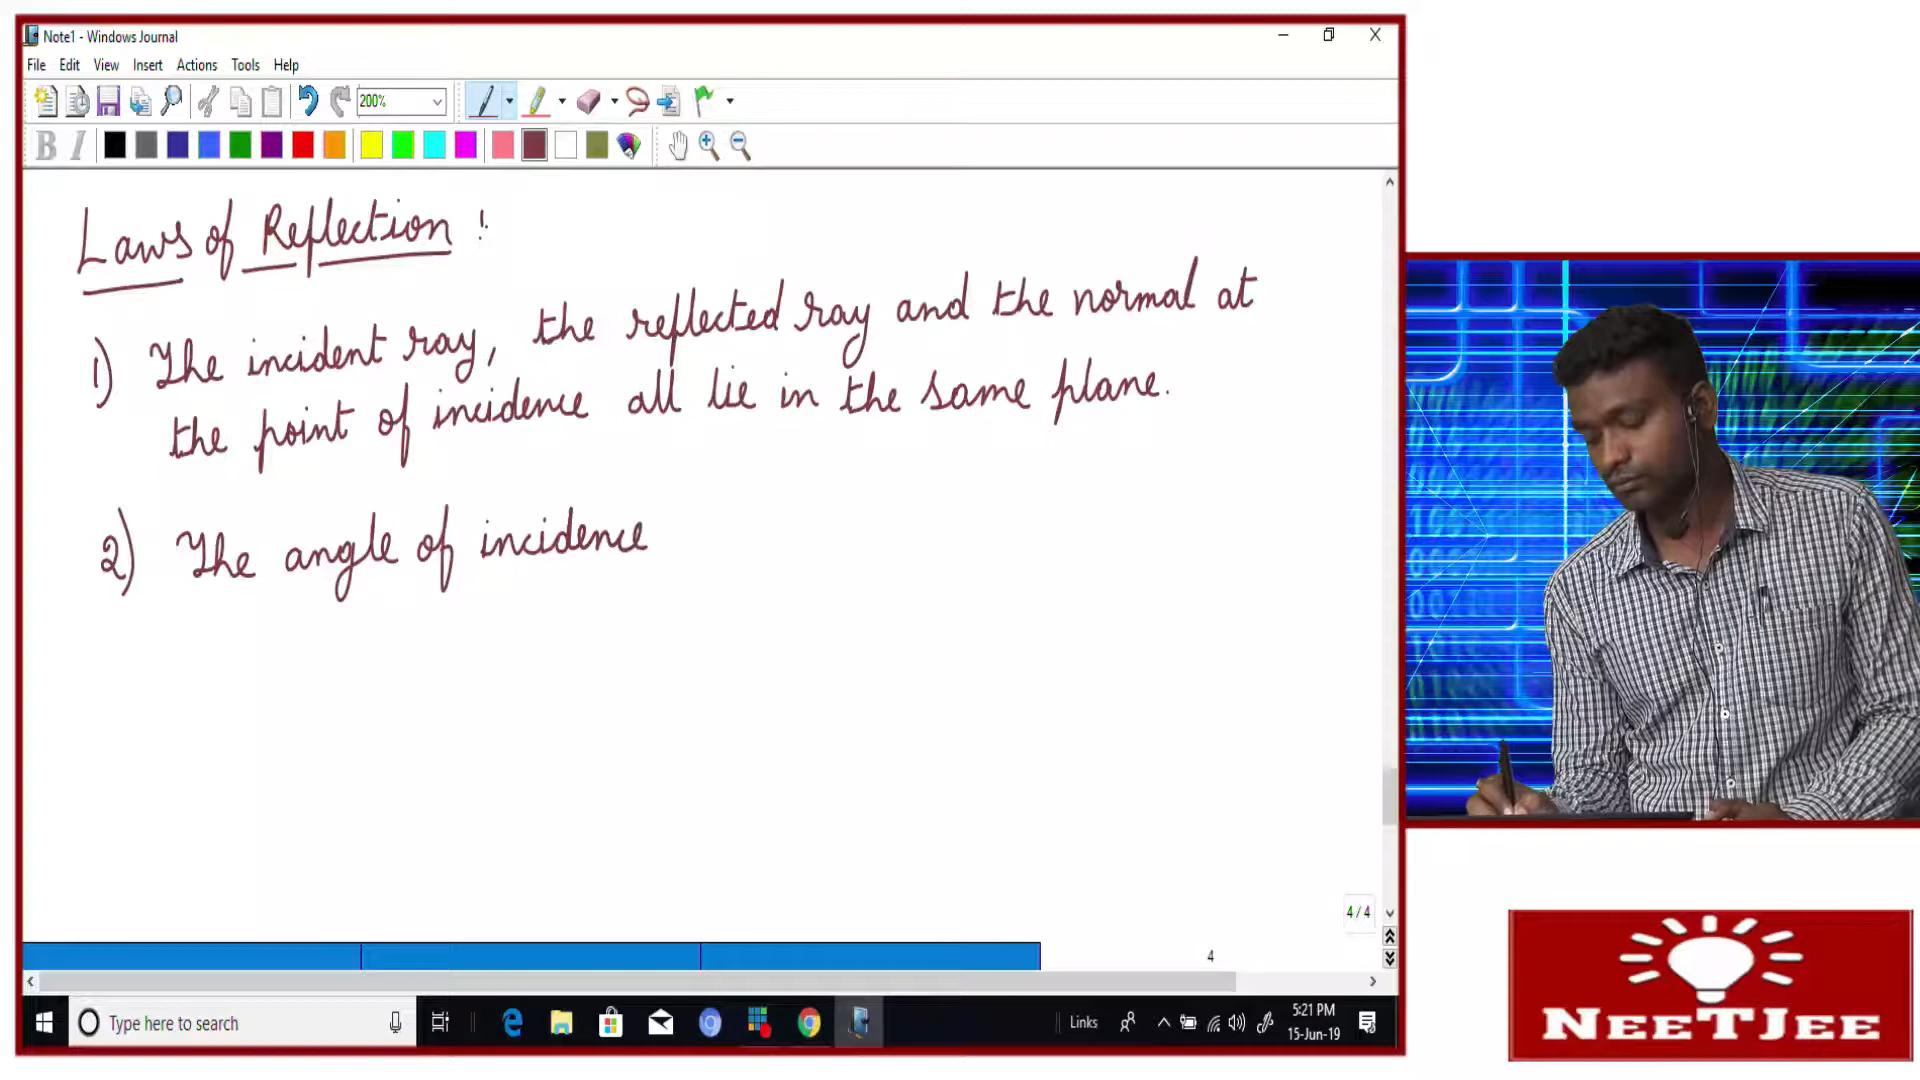 Note1 - Windows Journal
File Edit View Insert Actions Tools Help
200%
B I
Laws of Reflection :
1) The incident ray, the reflected ray and the normal at
the point of incidence all lie in the same plane.
2) The angle of incidence
4 / 4
4
Type here to search
Links
5:21 PM
15-Jun-19
NEETJEE